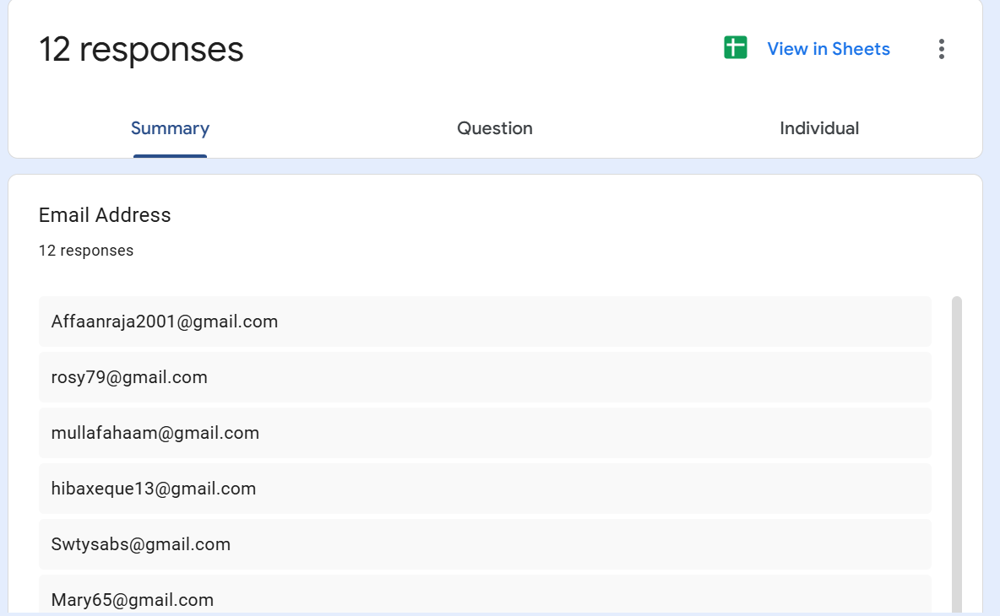 12 responses
View in Sheets
Summary
Question
Individual
Email Address
12 responses
Affaanraja2001@gmail.com
rosy79@gmail.com
mullafahaam@gmail.com
hibaxeque13@gmail.com
Swtysabs@gmail.com
Mary65@gmail.com